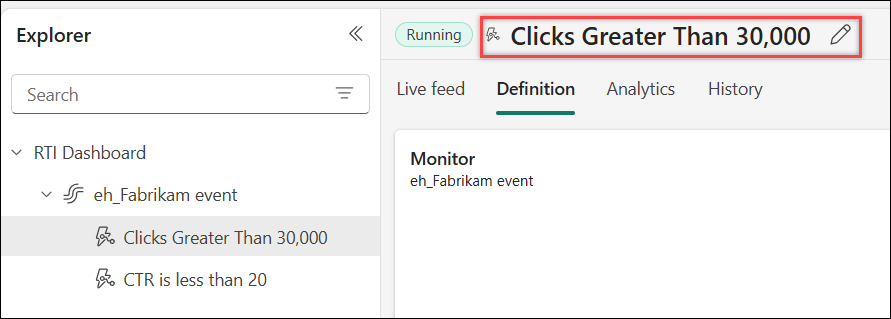 Explorer
Search
RTI Dashboard
eh_Fabrikam event
Clicks Greater Than 30,000
CTR is less than 20
Running
Clicks Greater Than 30,000
Live feed
Definition
Analytics
History
Monitor
eh_Fabrikam event